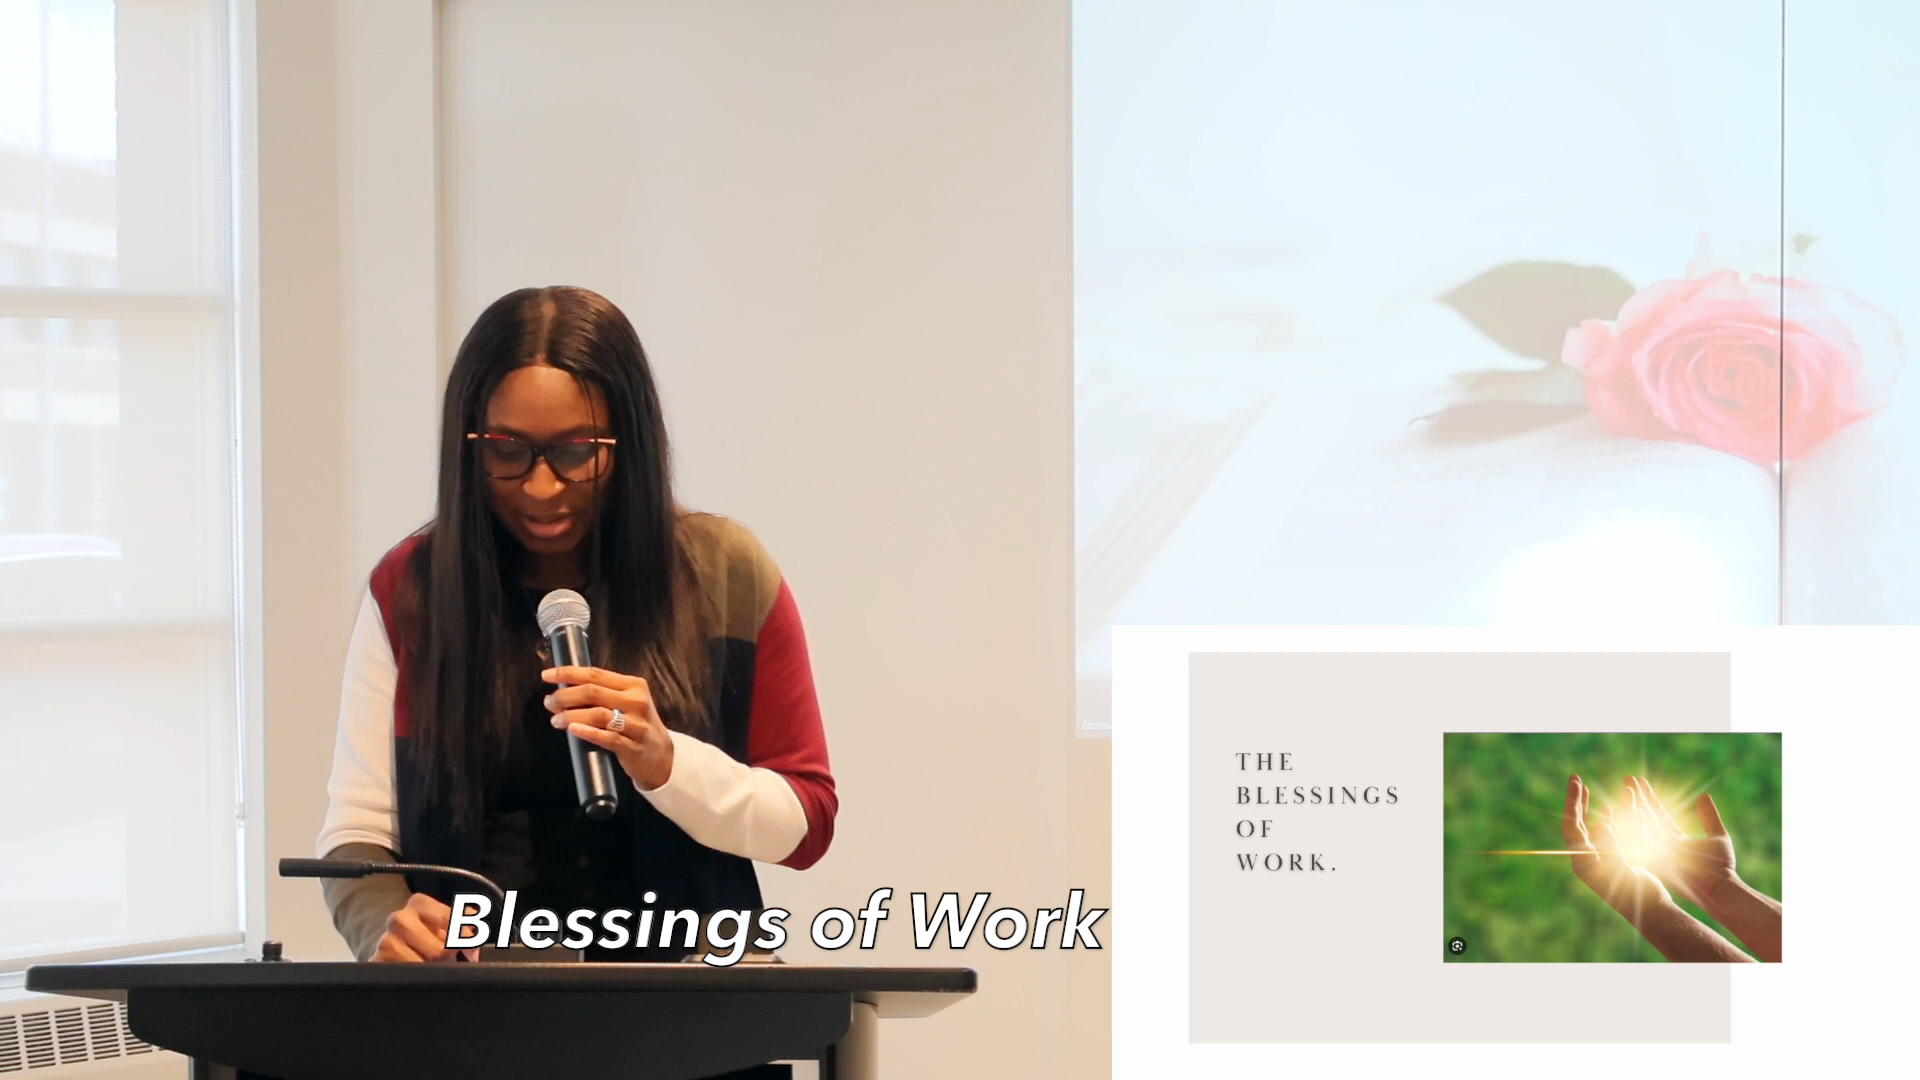 Blessings of Work
THE
BLESSINGS
OF
WORK.